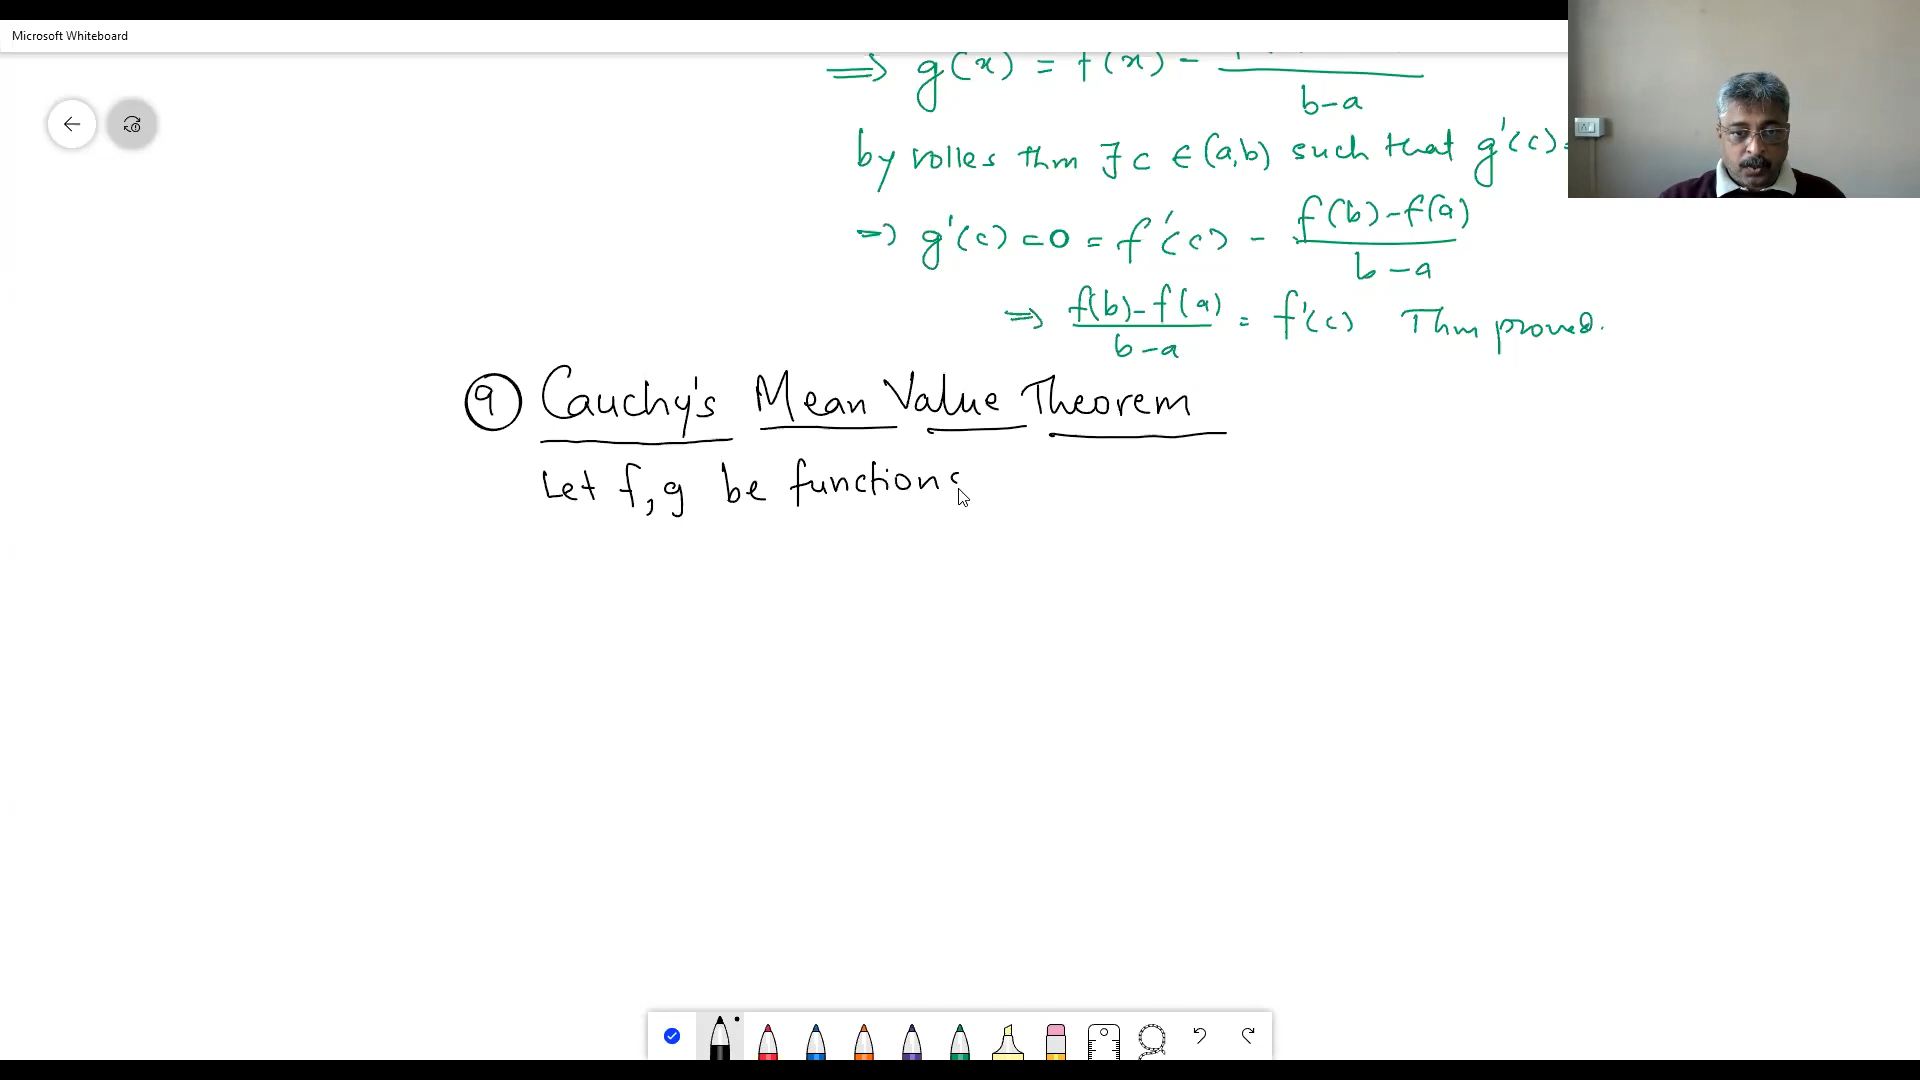 Microsoft Whiteboard
⟹ g(x) = f(x) - ――― / b-a
by rolles thm ∃ c ∈ (a,b) such that g'(c) =
⇒ g'(c) = 0 = f'(c) - (f(b)-f(a)) / (b-a)
⇒ (f(b)-f(a)) / (b-a) = f'(c) Thm proved.
⑨ Cauchy's Mean Value Theorem
Let f,g be functions